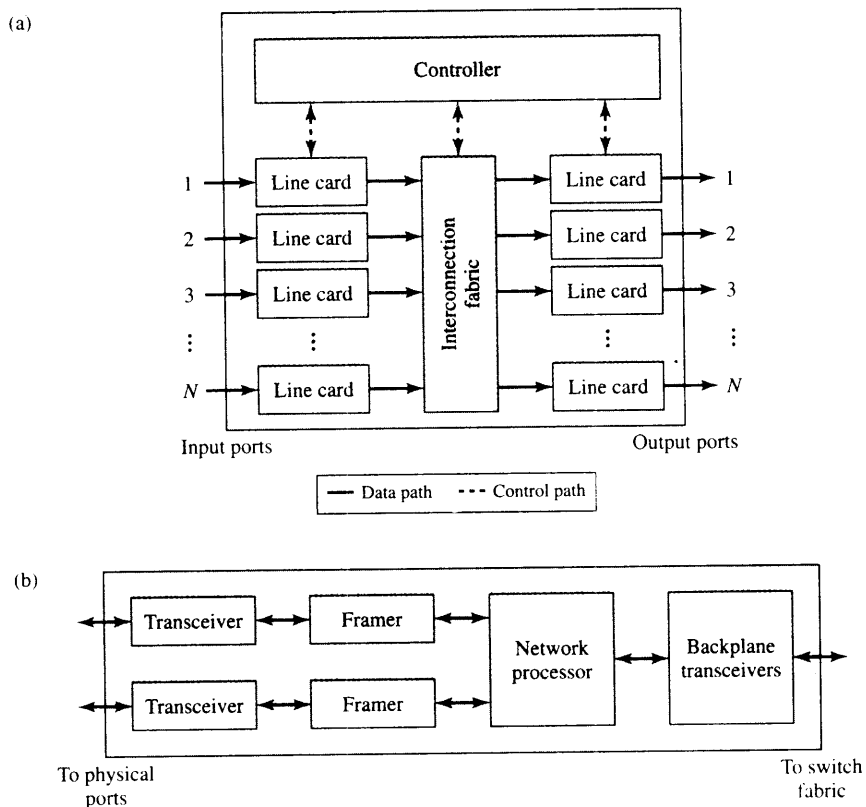 (a)
Controller
1 Line card Line card 1
2 Line card Line card 2
3 Line card Line card 3
Interconnection
fabric
N Line card Line card N
Input ports Output ports
Data path Control path
(b)
Transceiver Framer
Network
processor
Backplane
transceivers
Transceiver Framer
To physical
ports
To switch
fabric